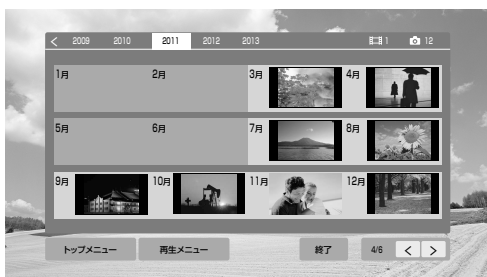 < 2009 2010 2011 2012 2013 1 12
1月 2月 3月 4月
5月 6月 7月 8月
9月 10月 11月 12月
トップメニュー 再生メニュー 終了 4/6 < >